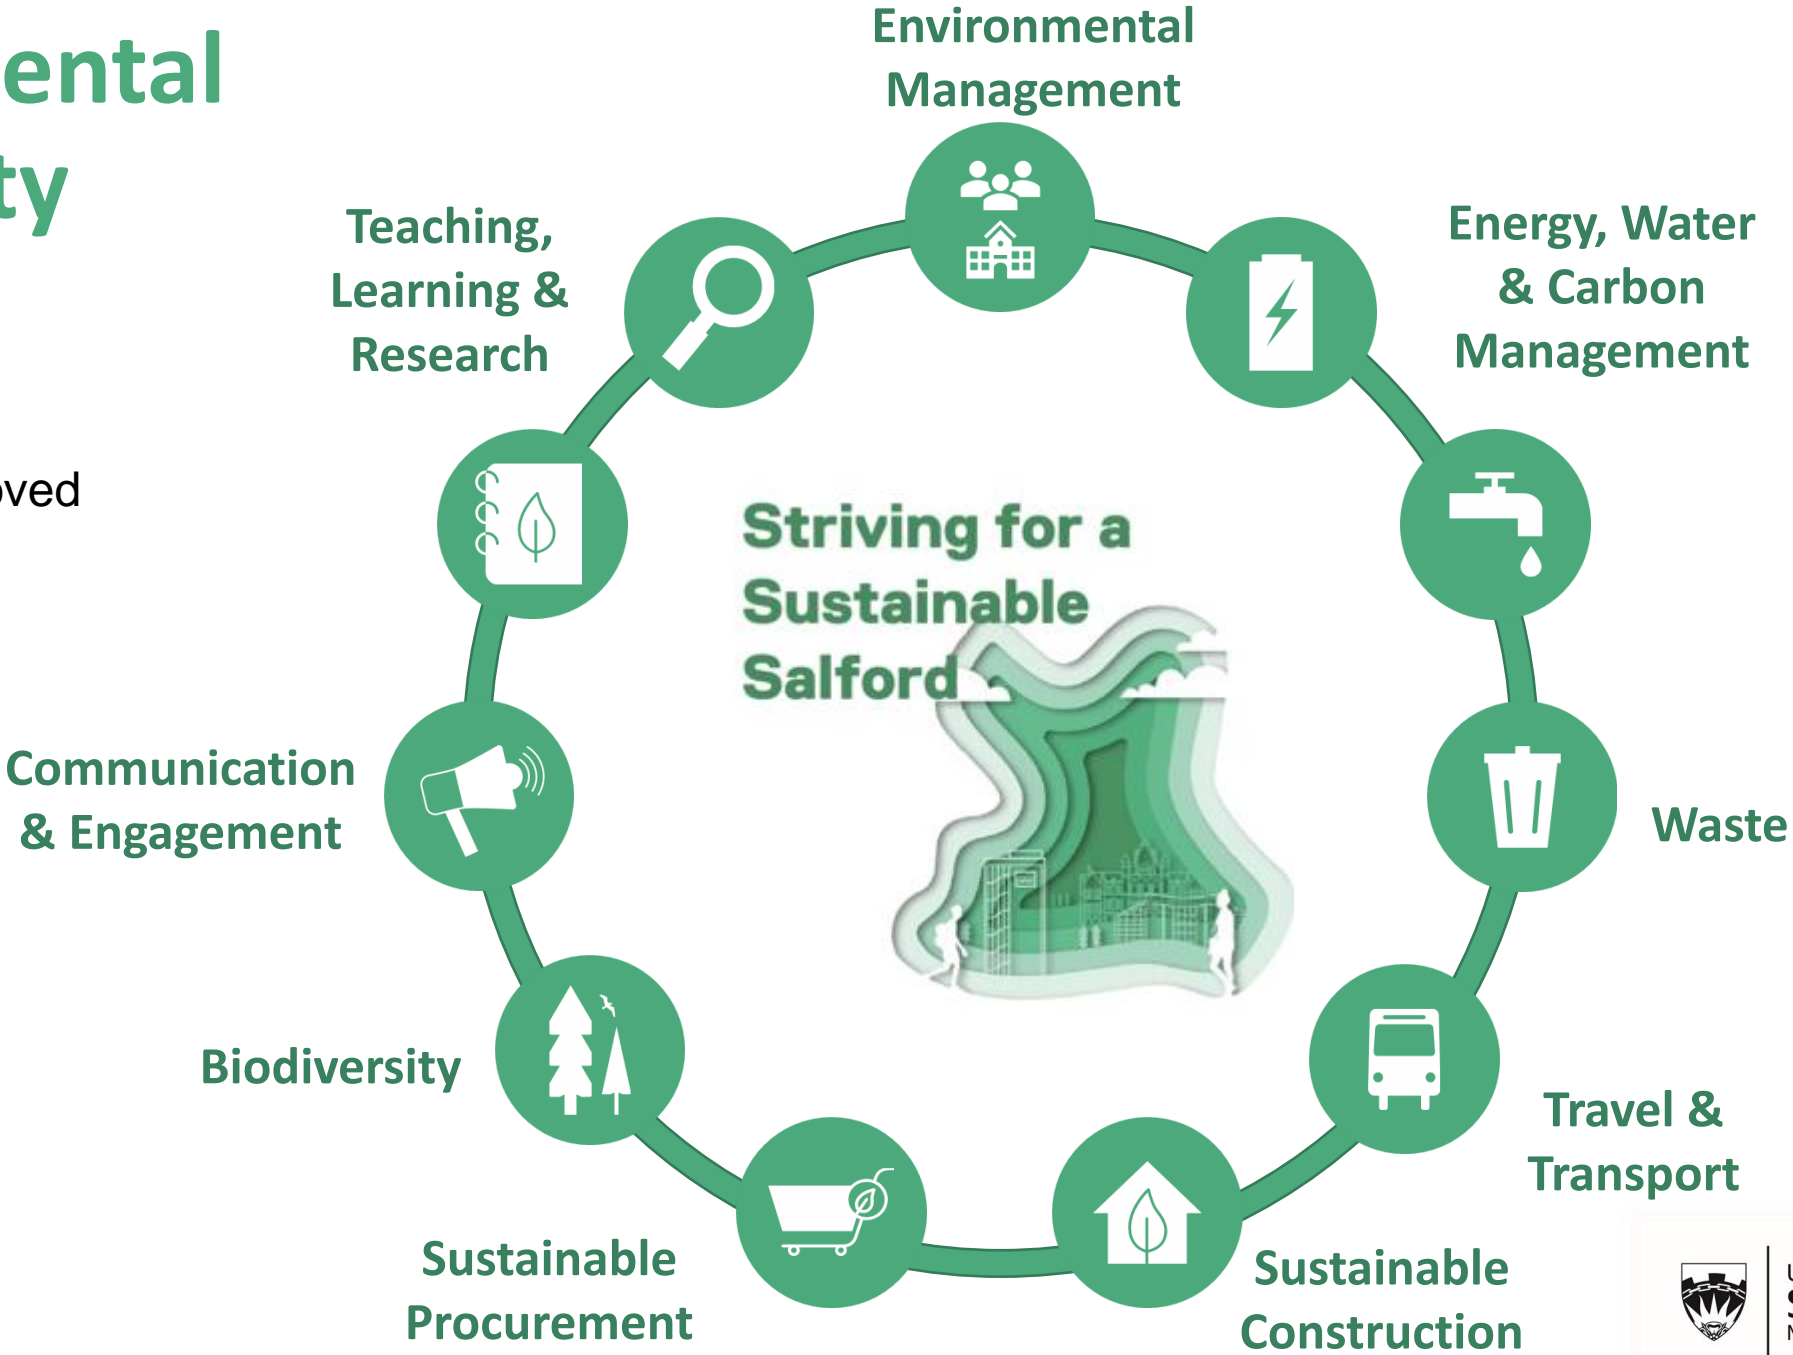 ental
ty
oved
Environmental
Management
Energy, Water
& Carbon
Management
Waste
Travel &
Transport
Sustainable
Construction
Sustainable
Procurement
Biodiversity
Communication
& Engagement
Teaching,
Learning &
Research
Striving for a
Sustainable
Salford